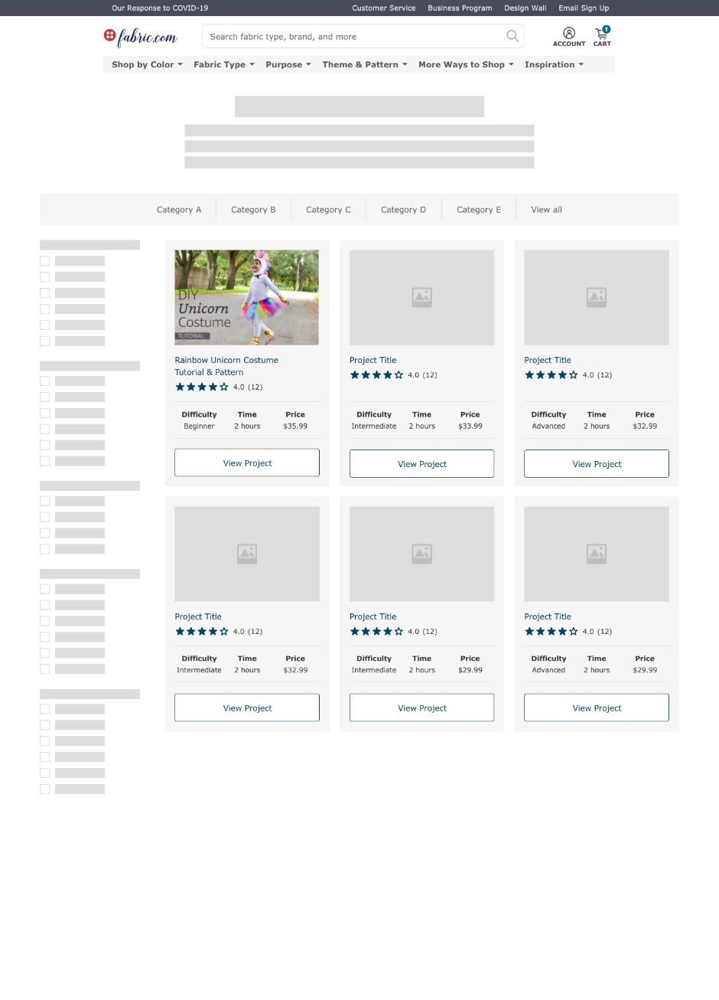 Our Response to COVID-19 Customer Service Business Program Design Wall Email Sign Up
fabric.com
Search fabric type, brand, and more
1
ACCOUNT CART
Shop by Color Fabric Type Purpose Theme & Pattern More Ways to Shop Inspiration
Category A Category B Category C Category D Category E View all
DIY
Unicorn
Costume
TUTORIAL
Rainbow Unicorn Costume
Tutorial & Pattern
4.0 (12)
Difficulty Time Price
Beginner 2 hours $35.99
View Project
Project Title
4.0 (12)
Difficulty Time Price
Intermediate 2 hours $33.99
View Project
Project Title
4.0 (12)
Difficulty Time Price
Advanced 2 hours $32.99
View Project
Project Title
4.0 (12)
Difficulty Time Price
Intermediate 2 hours $32.99
View Project
Project Title
4.0 (12)
Difficulty Time Price
Intermediate 2 hours $29.99
View Project
Project Title
4.0 (12)
Difficulty Time Price
Advanced 2 hours $29.99
View Project